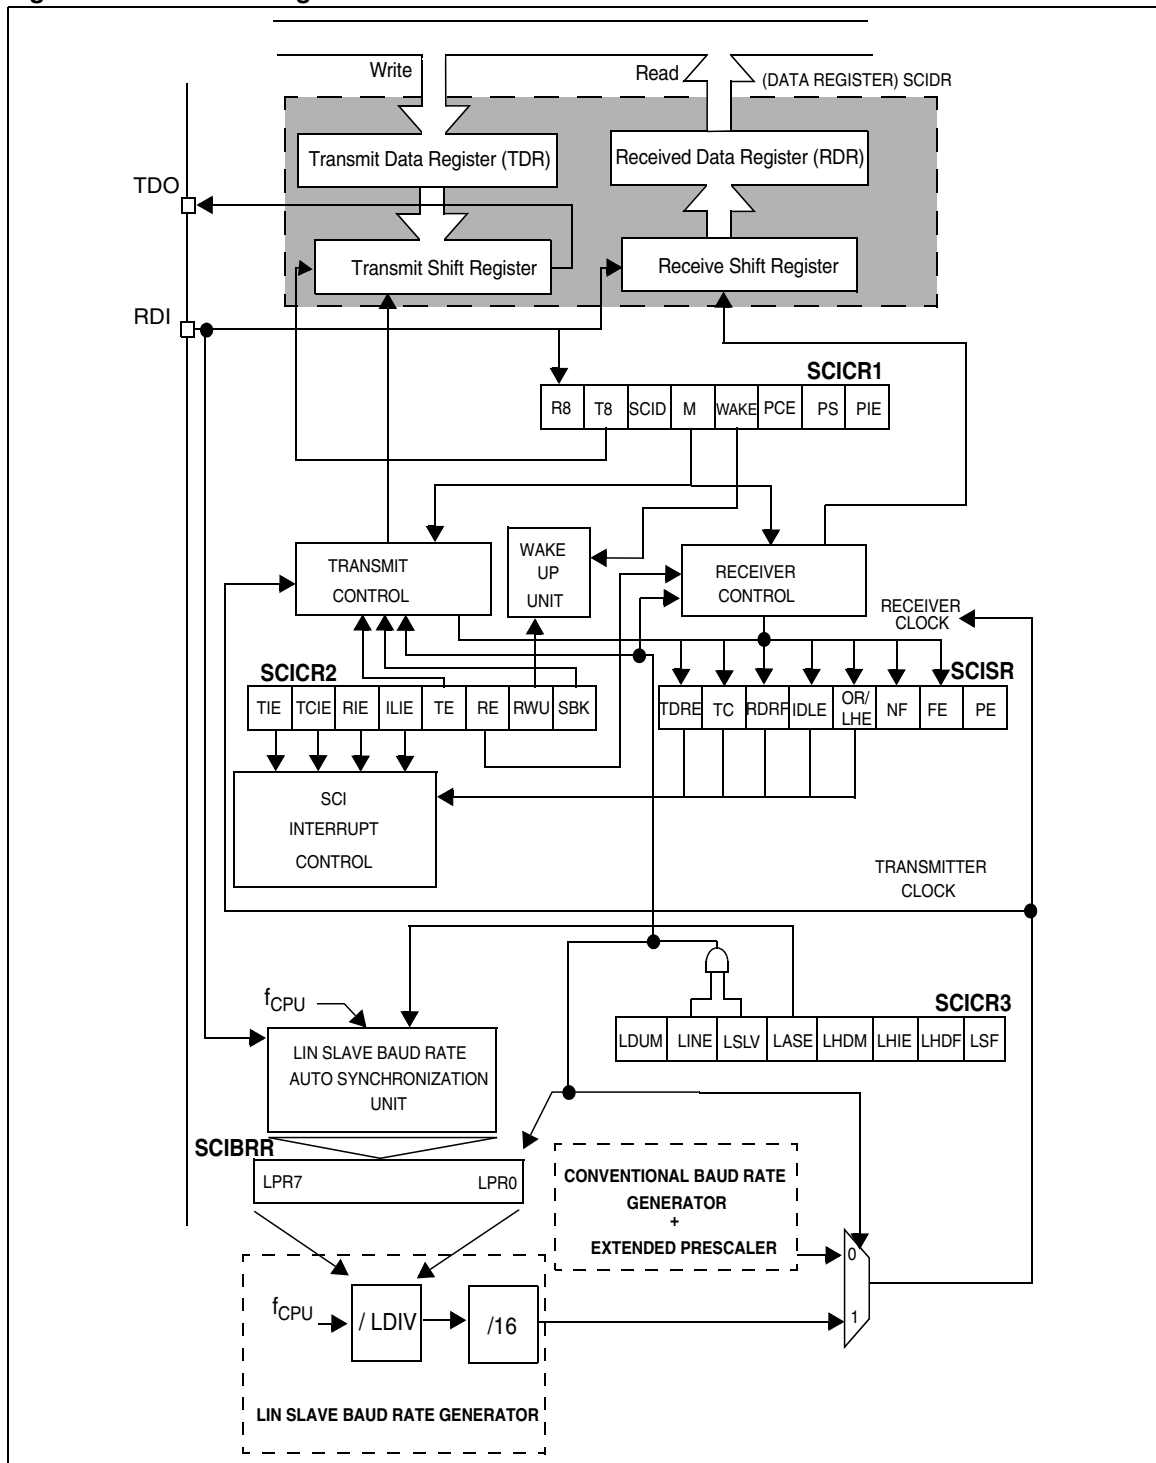 Write
Read
(DATA REGISTER) SCIDR
Transmit Data Register (TDR)
Received Data Register (RDR)
TDO
Transmit Shift Register
Receive Shift Register
RDI
SCICR1
R8 T8 SCID M WAKE PCE PS PIE
TRANSMIT
CONTROL
WAKE
UP
UNIT
RECEIVER
CONTROL
RECEIVER
CLOCK
SCICR2
TIE TCIE RIE ILIE TE RE RWU SBK
SCISR
TDRE TC RDRF IDLE OR/
LHE NF FE PE
SCI
INTERRUPT
CONTROL
TRANSMITTER
CLOCK
fCPU
SCICR3
LDUM LINE LSLV LASE LHDM LHIE LHDF LSF
LIN SLAVE BAUD RATE
AUTO SYNCHRONIZATION
UNIT
SCIBRR
LPR7 LPR0
CONVENTIONAL BAUD RATE
GENERATOR
+
EXTENDED PRESCALER
0
1
fCPU
/ LDIV
/16
LIN SLAVE BAUD RATE GENERATOR